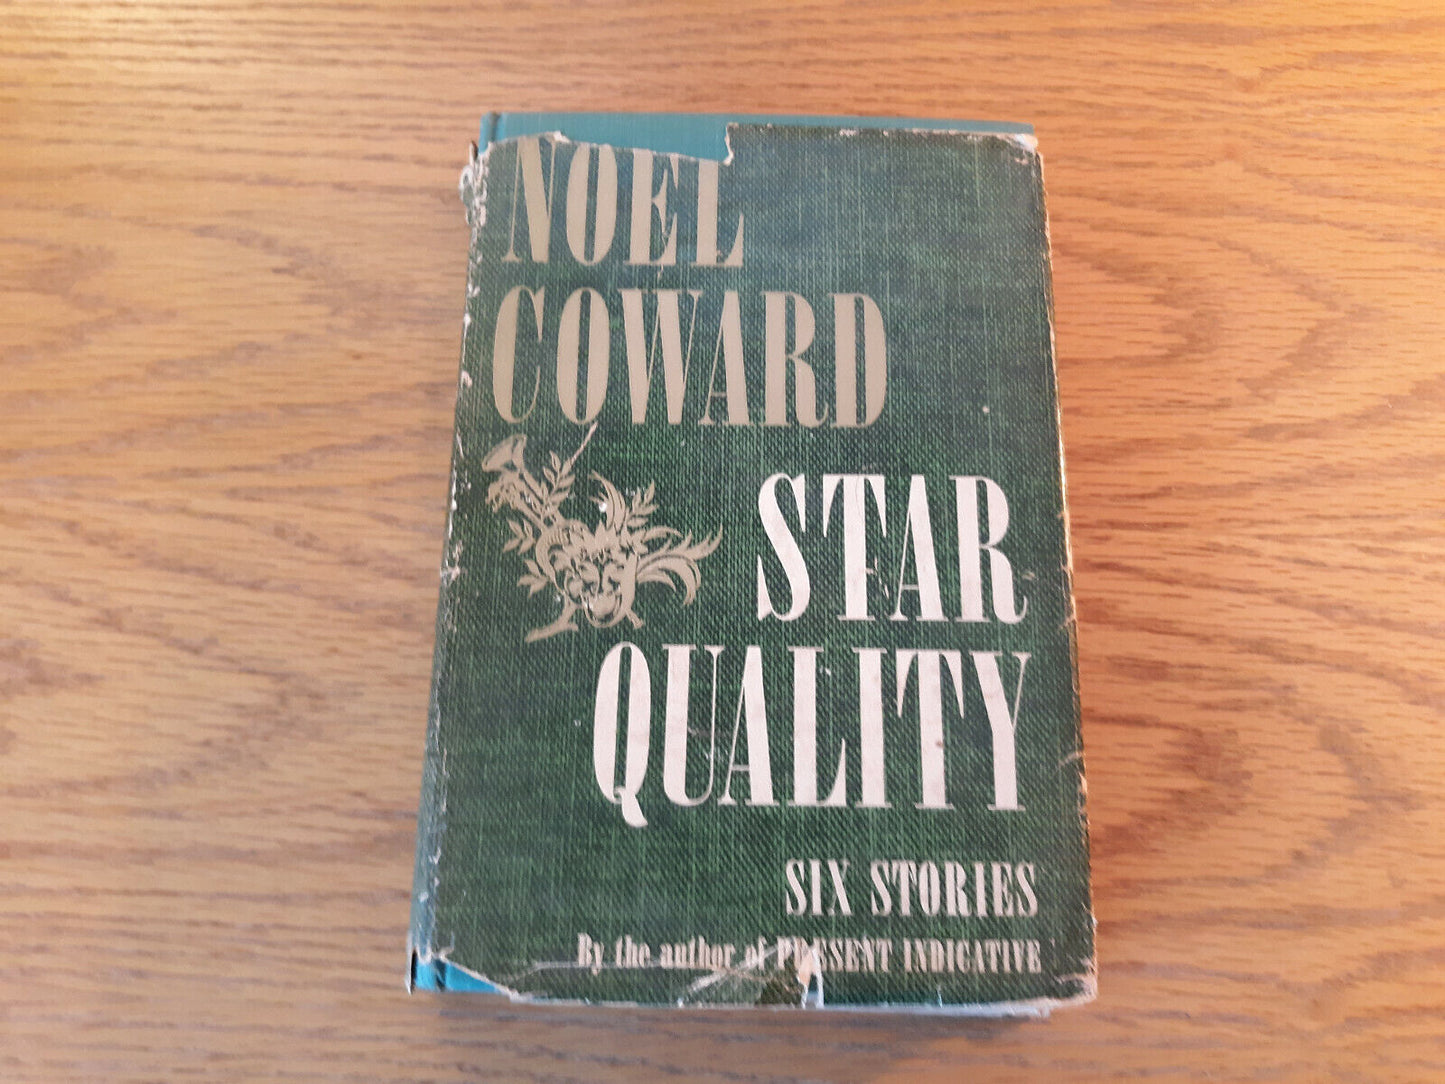 NOEL
COWARD
STAR
QUALITY
SIX STORIES
By the author of PRESENT INDICATIVE